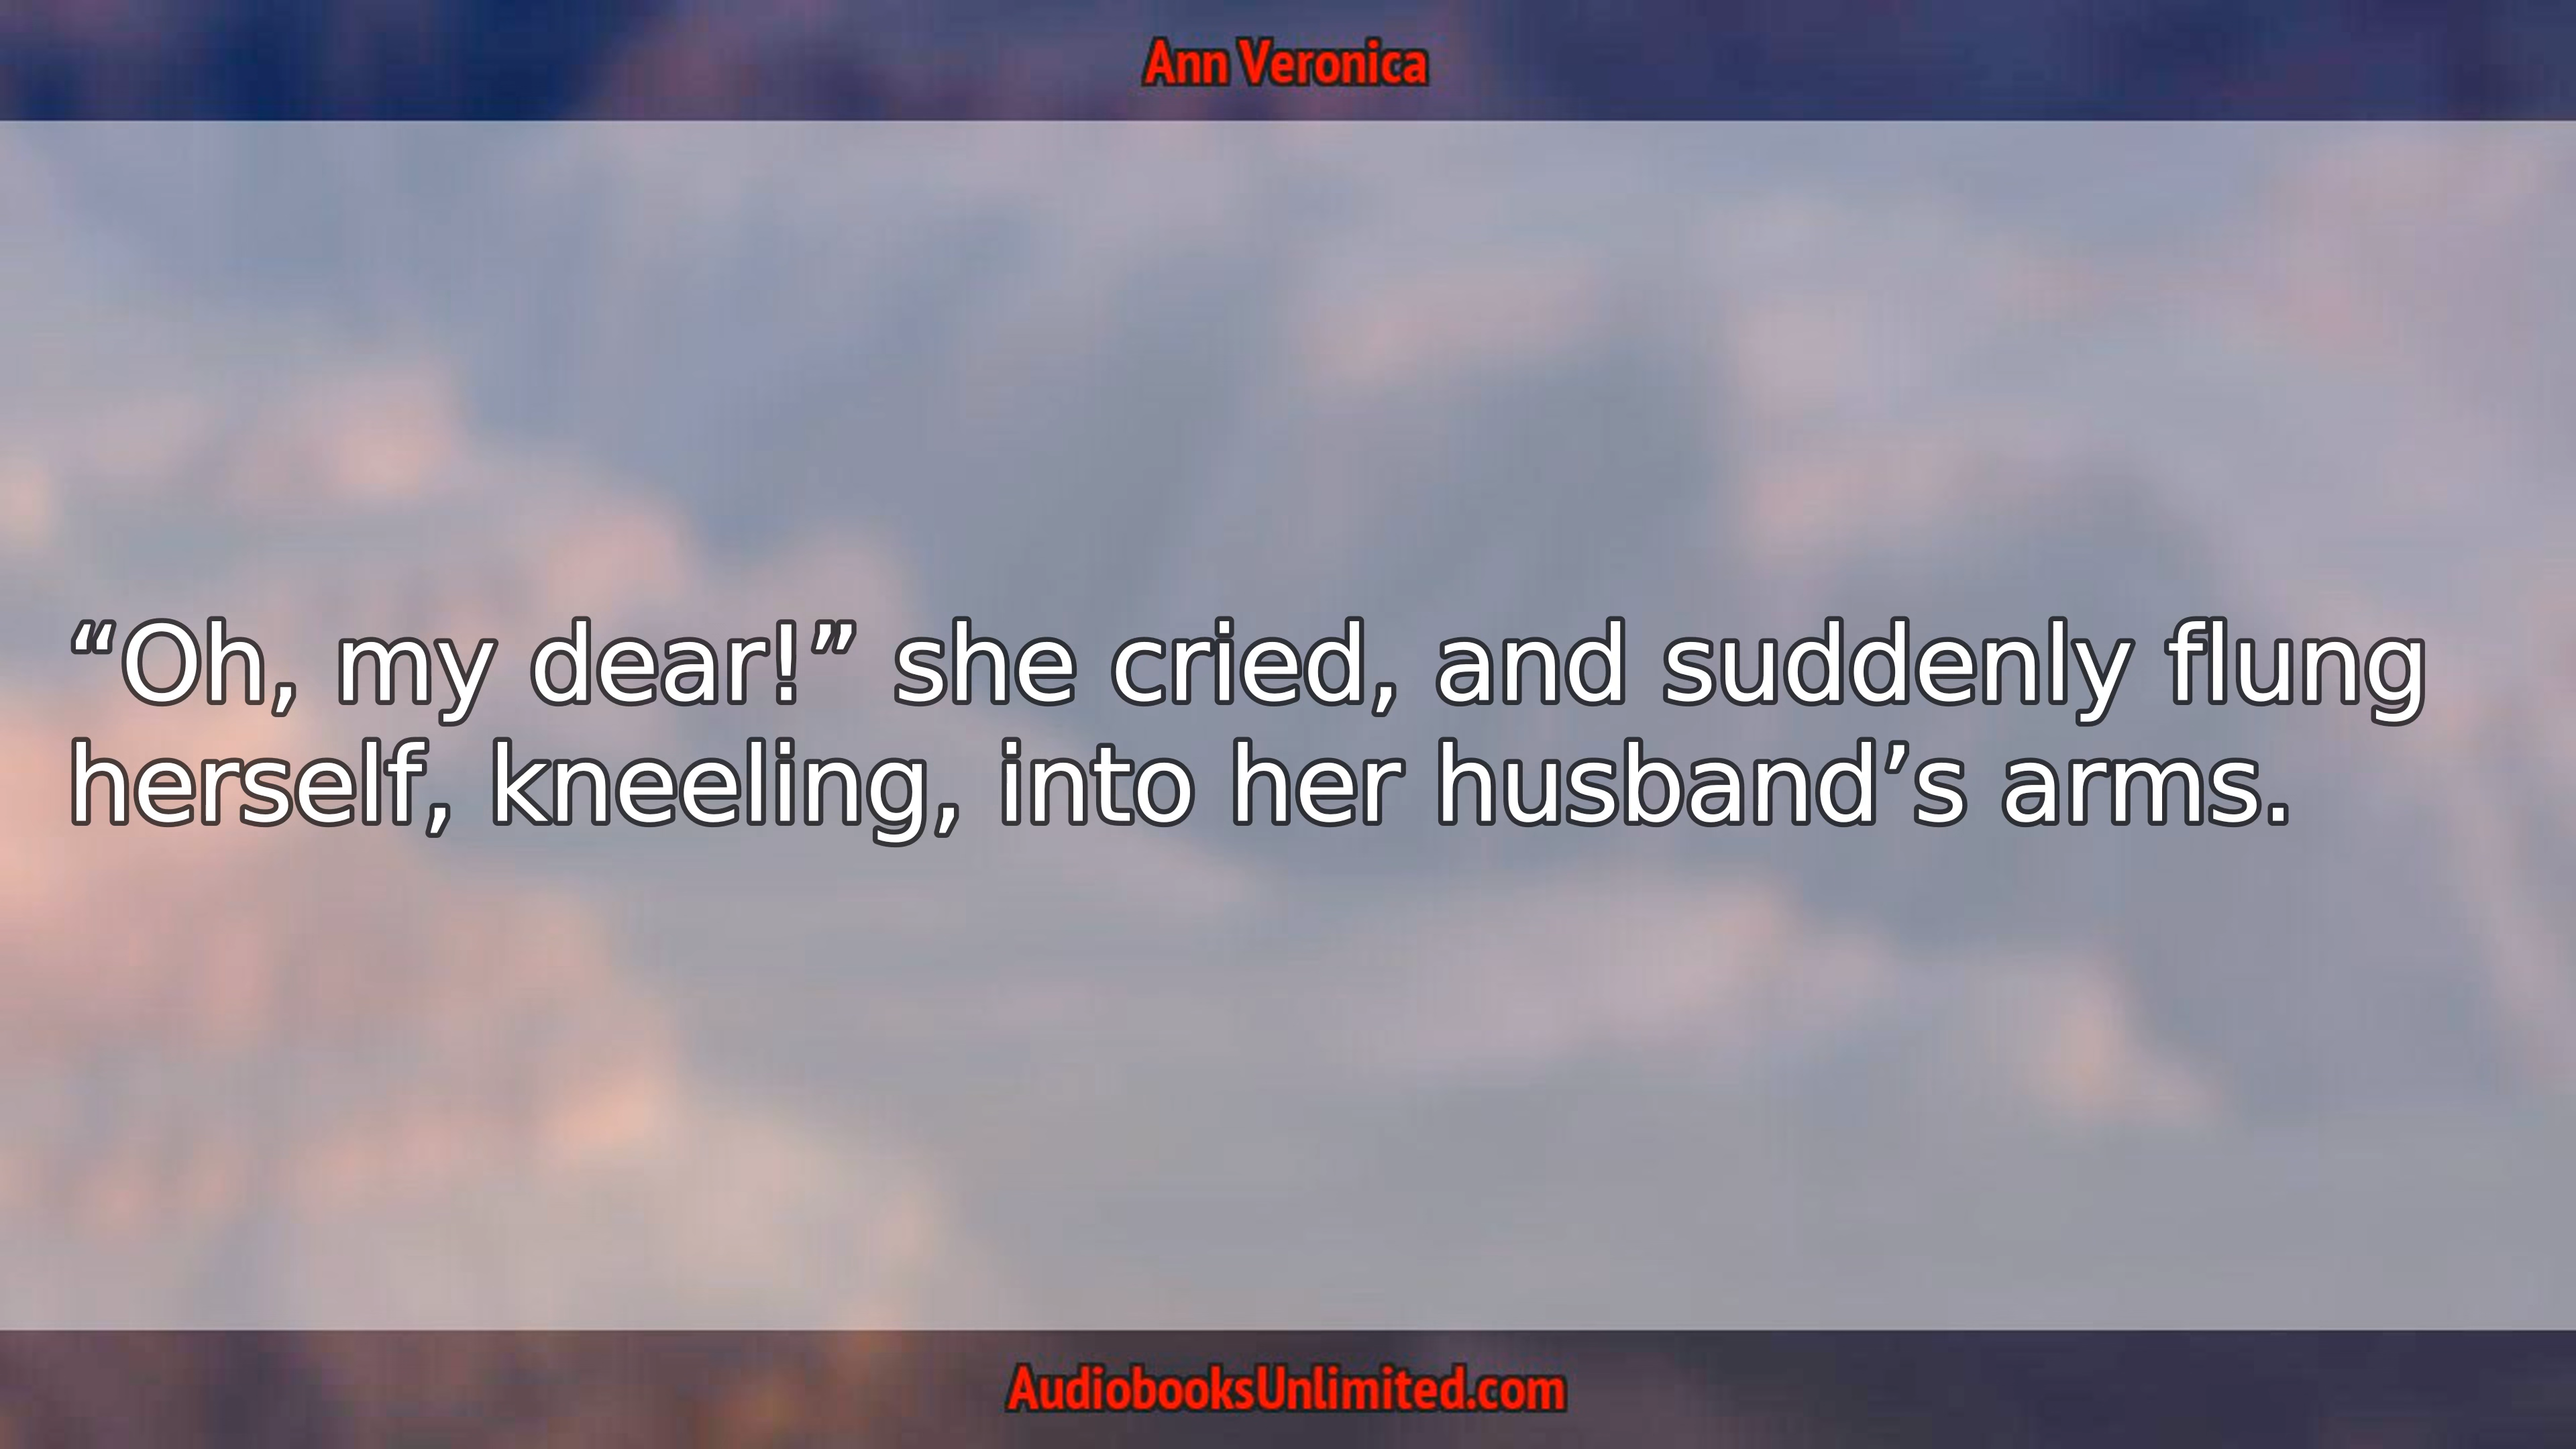 Ann Veronica
“Oh, my dear!” she cried, and suddenly flung
herself, kneeling, into her husband’s arms.
AudiobooksUnlimited.com